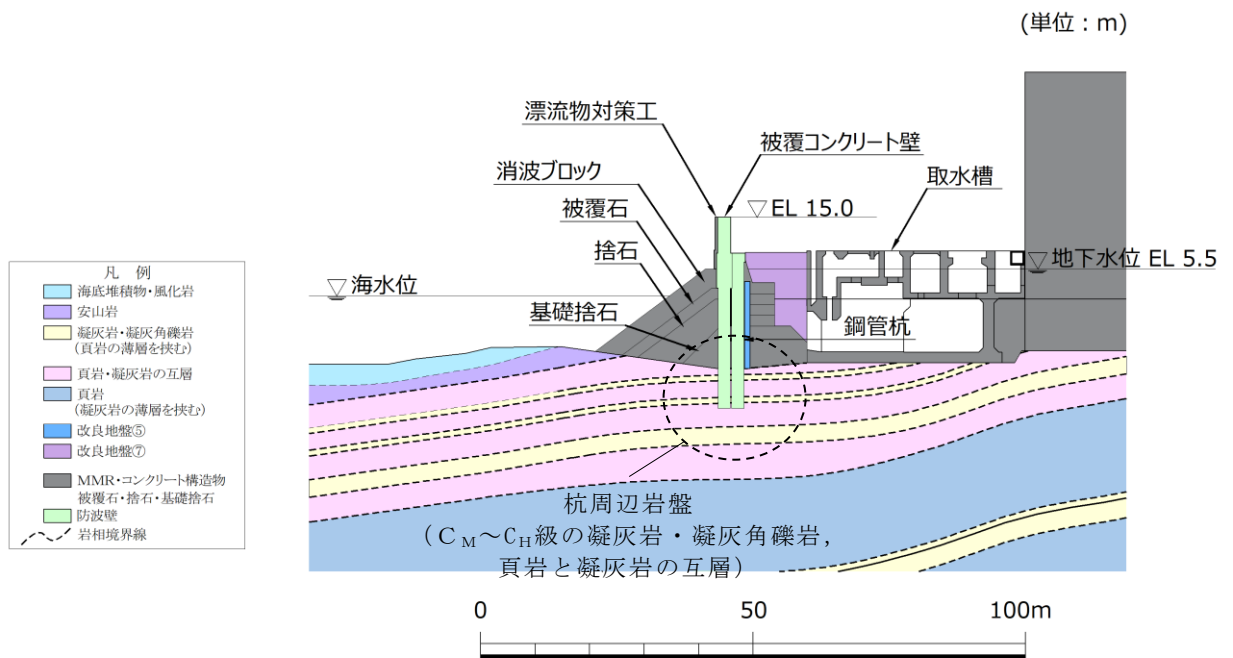 (単位：m)
漂流物対策工
被覆コンクリート壁
消波ブロック
取水槽
被覆石
▽EL 15.0
捨石
▽地下水位 EL 5.5
▽海水位
基礎捨石
鋼管杭
凡 例
海底堆積物・風化岩
安山岩
凝灰岩・凝灰角礫岩
(頁岩の薄層を挟む)
頁岩・凝灰岩の互層
頁岩
(凝灰岩の薄層を挟む)
改良地盤⑤
改良地盤⑦
MMR・コンクリート構造物
被覆石・捨石・基礎捨石
防波壁
岩相境界線
杭周辺岩盤
（CM～CH級の凝灰岩・凝灰角礫岩，
頁岩と凝灰岩の互層）
0 50 100m